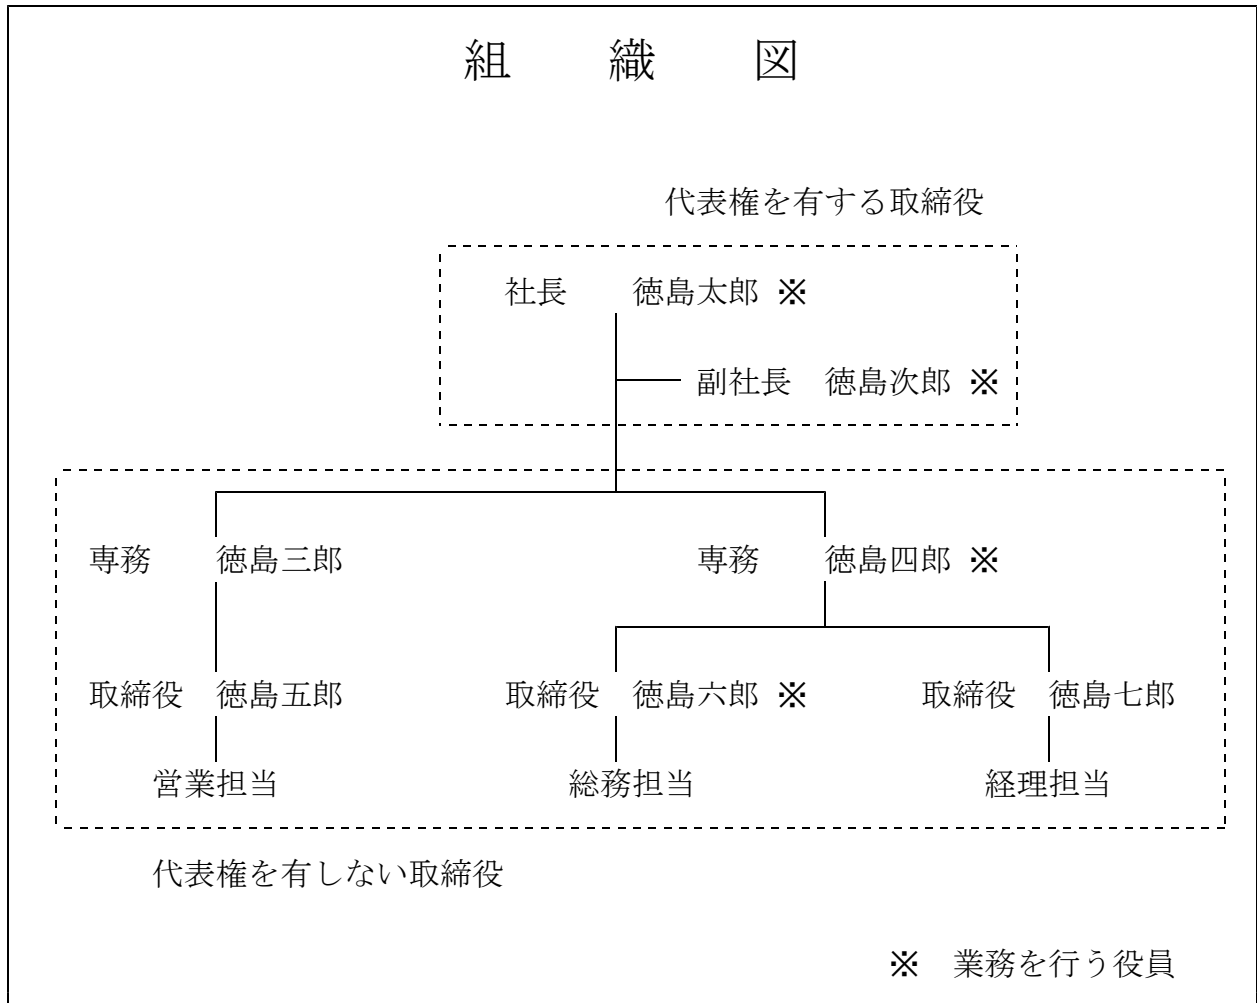 組　織　図
代表権を有する取締役
社長　徳島太郎 ※
副社長　徳島次郎 ※
専務　徳島三郎　専務　徳島四郎 ※
取締役　徳島五郎　取締役　徳島六郎 ※　取締役　徳島七郎
営業担当　総務担当　経理担当
代表権を有しない取締役
※　業務を行う役員